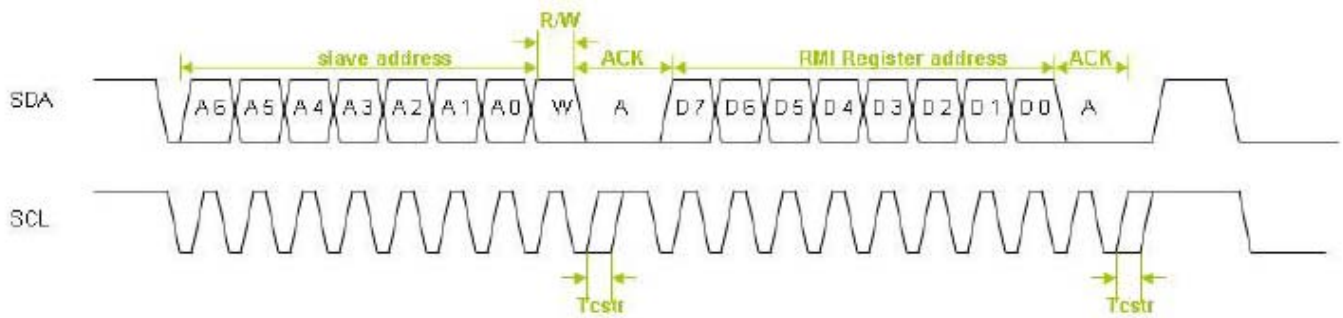 R/W
slave address ACK RMI Register address ACK
SDA A6 A5 A4 A3 A2 A1 A0 W A D7 D6 D5 D4 D3 D2 D1 D0 A
SCL
Tcstr Tcstr